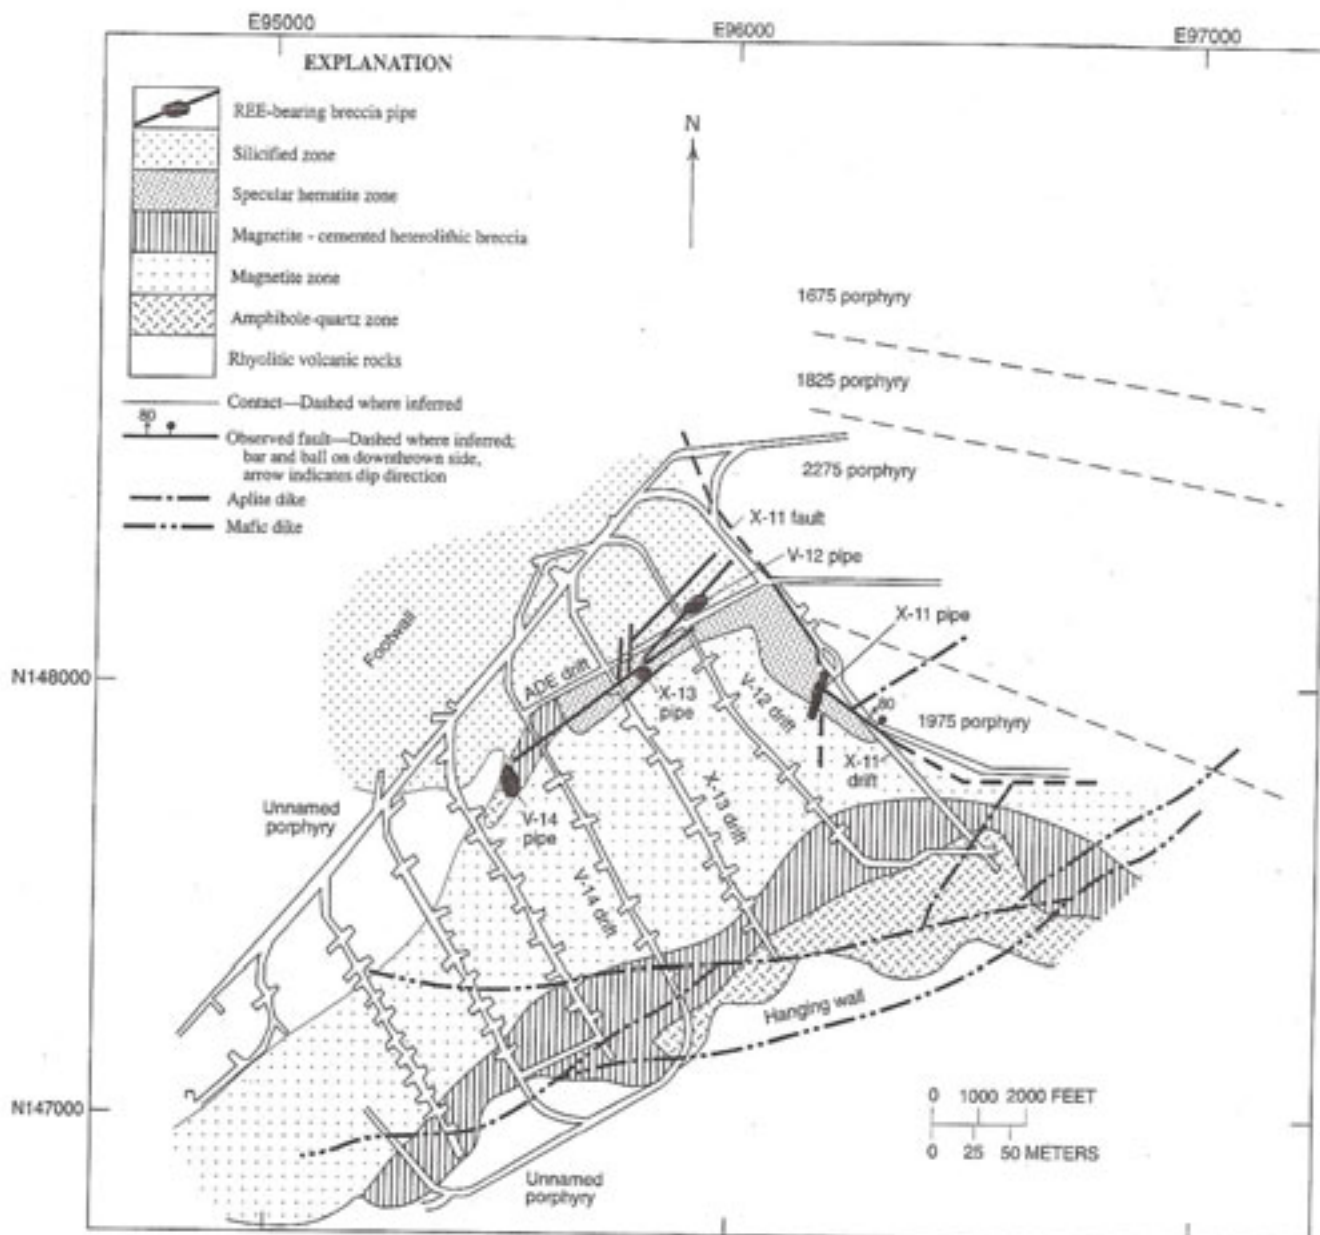 E95000
E96000
E97000
EXPLANATION
REE-bearing breccia pipe
Silicified zone
Specular hematite zone
Magnetite - cemented heterolithic breccia
Magnetite zone
Amphibole-quartz zone
Rhyolitic volcanic rocks
Contact—Dashed where inferred
80
Observed fault—Dashed where inferred;
bar and ball on downthrown side,
arrow indicates dip direction
Aplite dike
Mafic dike
N
1675 porphyry
1825 porphyry
2275 porphyry
X-11 fault
V-12 pipe
X-11 pipe
Footwall
N148000
ADE drift
X-13
pipe
V-12 drift
80
1975 porphyry
X-11
drift
X-13 drift
Unnamed
porphyry
V-14
pipe
V-14 drift
Hanging wall
N147000
0 1000 2000 FEET
0 25 50 METERS
Unnamed
porphyry